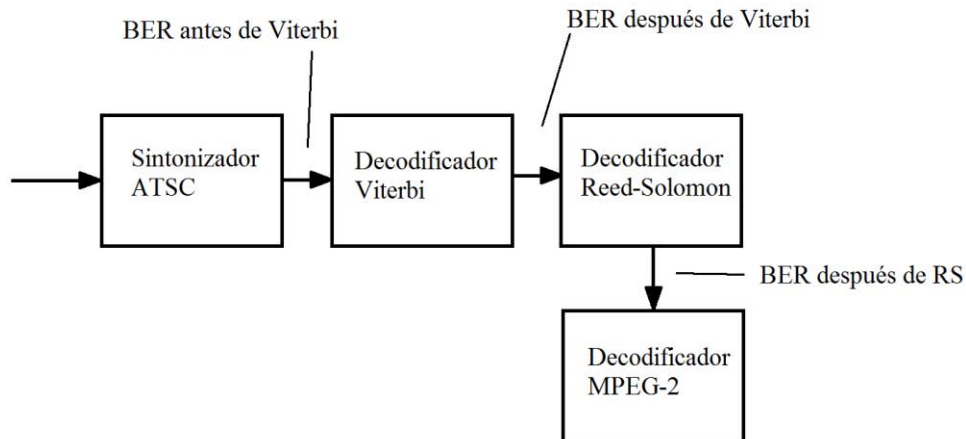 BER antes de Viterbi
BER después de Viterbi
Sintonizador
ATSC
Decodificador
Viterbi
Decodificador
Reed-Solomon
BER después de RS
Decodificador
MPEG-2